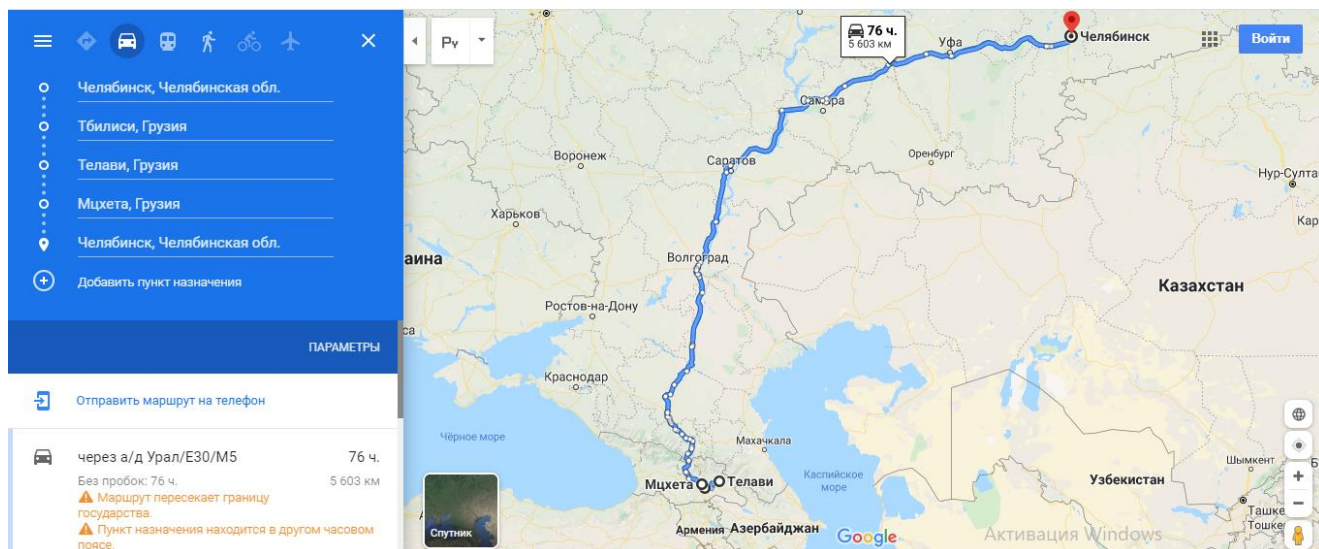 Челябинск, Челябинская обл.
Тбилиси, Грузия
Телави, Грузия
Мцхета, Грузия
Челябинск, Челябинская обл.
Добавить пункт назначения
ПАРАМЕТРЫ
Отправить маршрут на телефон
через а/д Урал/E30/M5
76 ч.
Без пробок: 76 ч.
5 603 км
Маршрут пересекает границу
государства.
Пункт назначения находится в другом часовом
поясе.
Ру
76 ч.
5 603 км
Уфа
Челябинск
Войти
Самара
Воронеж
Саратов
Оренбург
Нур-Султа
Харьков
Кар
аина
Волгоград
Казахстан
Ростов-на-Дону
са
Краснодар
Чёрное море
Махачкала
Шымкент
Мцхета
Телави
Каспийское
море
Узбекистан
Ташке
Тошкен
Спутник
Армения
Азербайджан
Google
Активация Windows